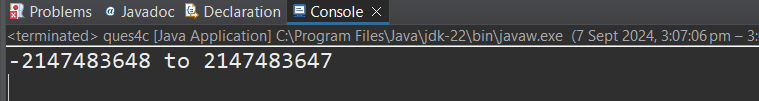 Problems Javadoc Declaration Console
<terminated> ques4c [Java Application] C:\Program Files\Java\jdk-22\bin\javaw.exe (7 Sept 2024, 3:07:06 pm – 3:
-2147483648 to 2147483647